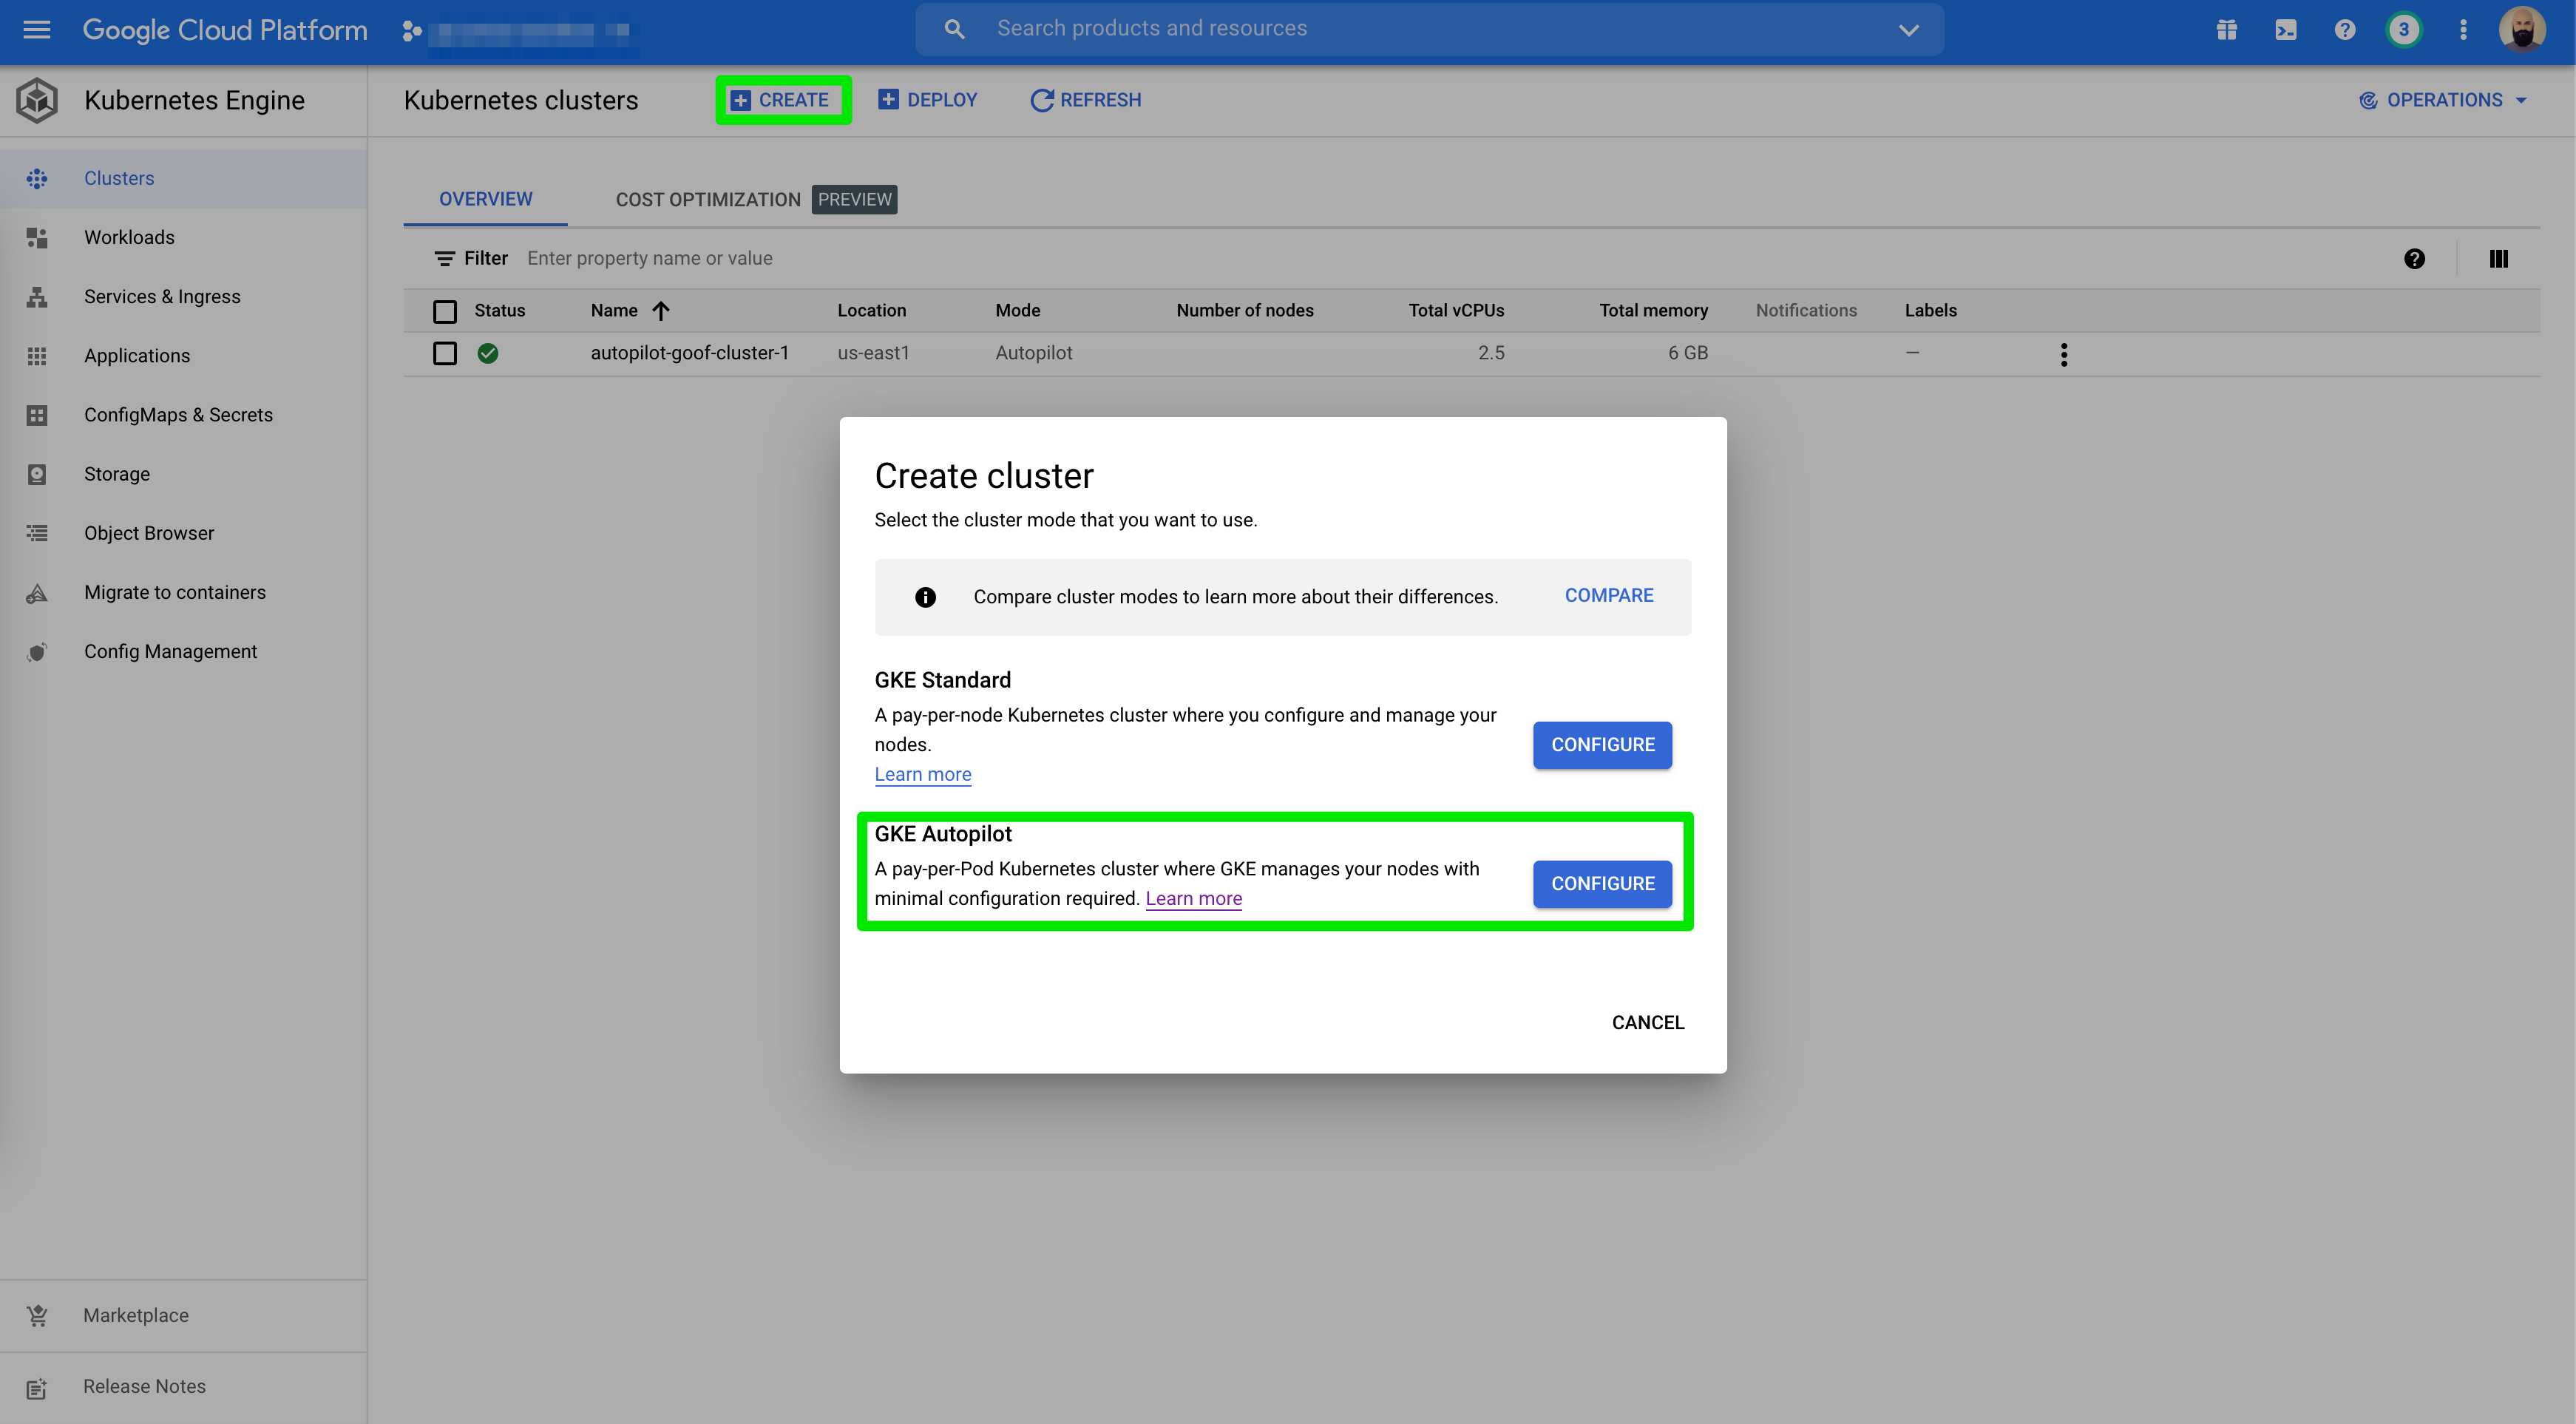 Google Cloud Platform
Search products and resources
3
Kubernetes Engine
Kubernetes clusters
CREATE
DEPLOY
REFRESH
OPERATIONS
Clusters
Workloads
Services & Ingress
Applications
ConfigMaps & Secrets
Storage
Object Browser
Migrate to containers
Config Management
Marketplace
Release Notes
OVERVIEW
COST OPTIMIZATION PREVIEW
Filter Enter property name or value
Status Name Location Mode Number of nodes Total vCPUs Total memory Notifications Labels
autopilot-goof-cluster-1 us-east1 Autopilot 2.5 6 GB —
Create cluster
Select the cluster mode that you want to use.
Compare cluster modes to learn more about their differences. COMPARE
GKE Standard
A pay-per-node Kubernetes cluster where you configure and manage your
nodes.
Learn more
CONFIGURE
GKE Autopilot
A pay-per-Pod Kubernetes cluster where GKE manages your nodes with
minimal configuration required. Learn more
CONFIGURE
CANCEL